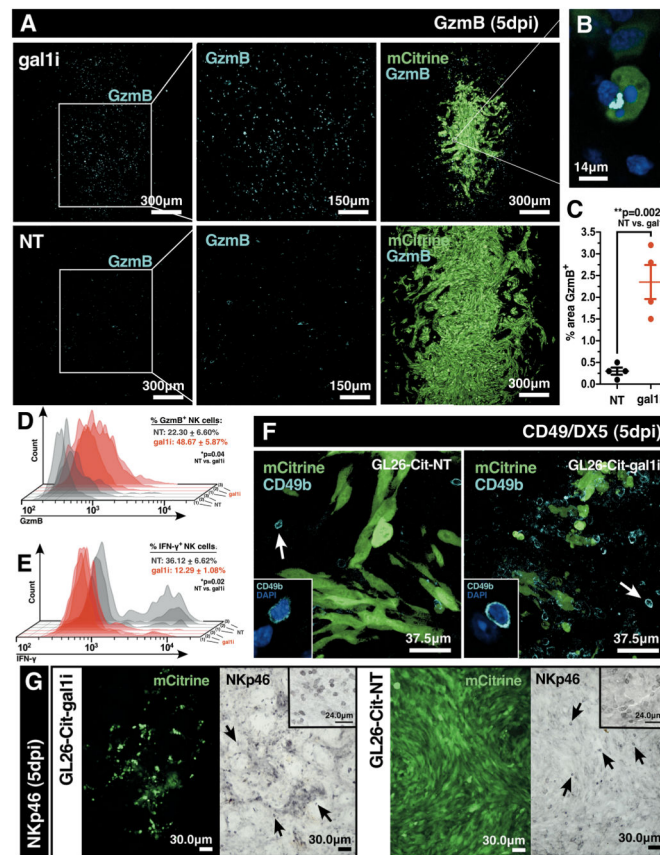 A
GzmB (5dpi)
gal1i
GzmB
300µm
GzmB
150µm
mCitrine
GzmB
300µm
NT
GzmB
300µm
GzmB
150µm
mCitrine
GzmB
300µm
B
14µm
C
**p=0.002
NT vs. gal1
% area GzmB+
3.5
3.0
2.5
2.0
1.5
1.0
0.5
0.0
NT
gal1i
D
Count
% GzmB+ NK cells:
NT: 22.30 ± 6.60%
gal1i: 48.67 ± 5.87%
*p=0.04
NT vs. gal1i
gal1i
NT
0
10²
10³
10⁴
GzmB
E
Count
% IFN-γ+ NK cells:
NT: 36.12 ± 6.62%
gal1i: 12.29 ± 1.08%
*p=0.02
NT vs. gal1i
NT
gal1i
10²
10³
10⁴
IFN-γ
F
CD49/DX5 (5dpi)
mCitrine
CD49b
GL26-Cit-NT
CD49b
DAPI
37.5µm
mCitrine
CD49b
GL26-Cit-gal1i
CD49b
DAPI
37.5µm
G
NKp46 (5dpi)
GL26-Cit-gal1i
mCitrine
30.0µm
NKp46
24.0µm
30.0µm
GL26-Cit-NT
mCitrine
30.0µm
NKp46
24.0µm
30.0µm